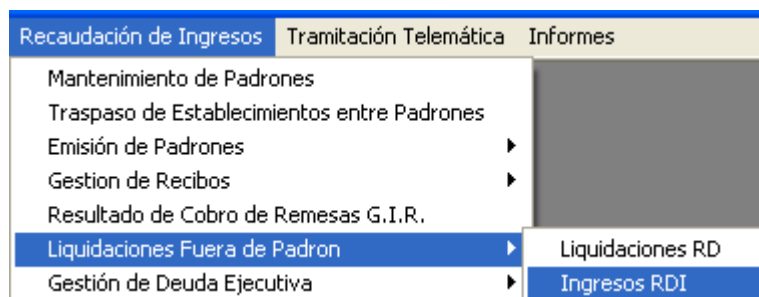 Recaudación de Ingresos Tramitación Telemática Informes
Mantenimiento de Padrones
Traspaso de Establecimientos entre Padrones
Emisión de Padrones
Gestion de Recibos
Resultado de Cobro de Remesas G.I.R.
Liquidaciones Fuera de Padron
Liquidaciones RD
Gestión de Deuda Ejecutiva
Ingresos RDI